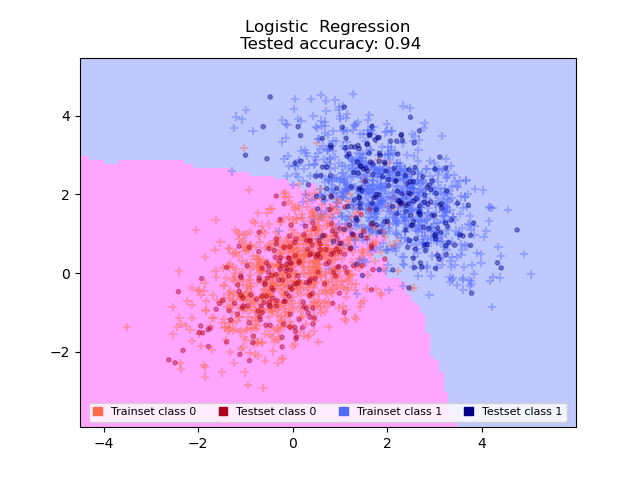 Logistic  Regression
Tested accuracy: 0.94
4
2
0
−2
Trainset class 0 Testset class 0 Trainset class 1 Testset class 1
−4 −2 0 2 4